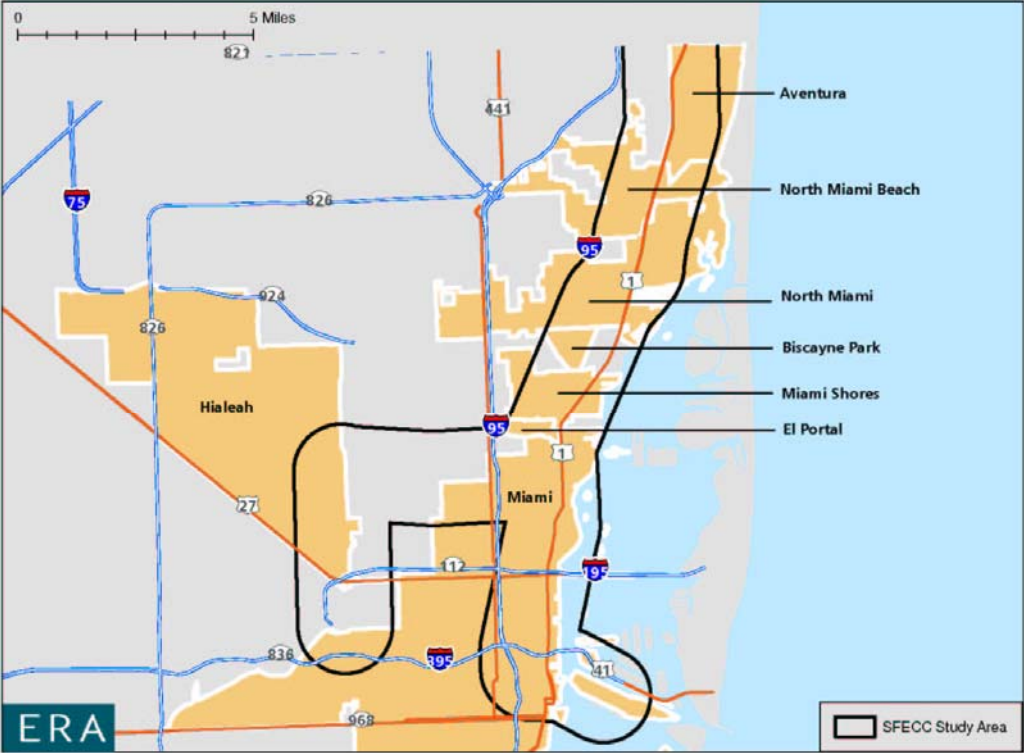 0 5 Miles
821
441
Aventura
75
826
North Miami Beach
95
1
924
North Miami
826
Biscayne Park
Hialeah
Miami Shores
95
El Portal
1
27
Miami
112
195
836
395
41
968
ERA
SFECC Study Area